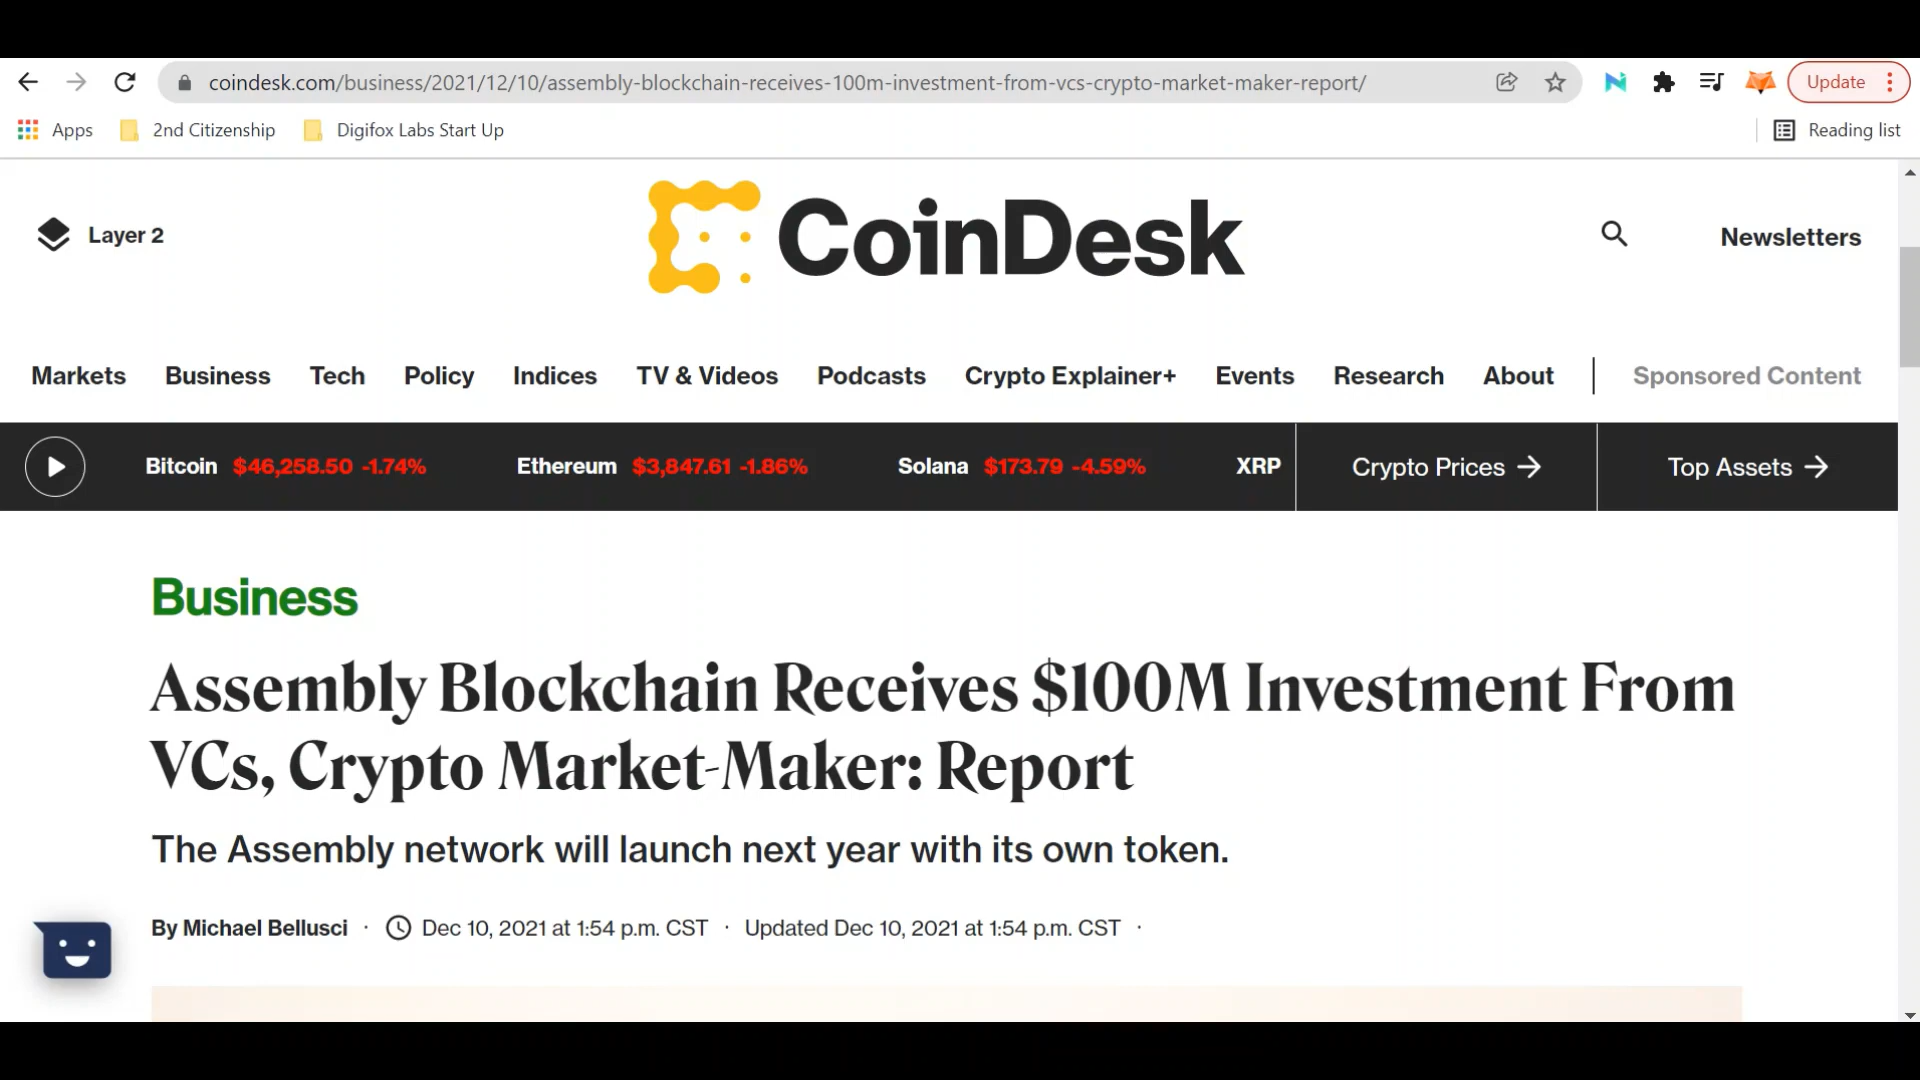 coindesk.com/business/2021/12/10/assembly-blockchain-receives-100m-investment-from-vcs-crypto-market-maker-report/
Update
Apps
2nd Citizenship
Digifox Labs Start Up
Reading list
Layer 2
CoinDesk
Newsletters
Markets Business Tech Policy Indices TV & Videos Podcasts Crypto Explainer+ Events Research About Sponsored Content
Bitcoin $46,258.50 -1.74% Ethereum $3,847.61 -1.86% Solana $173.79 -4.59% XRP Crypto Prices → Top Assets →
Business
Assembly Blockchain Receives $100M Investment From
VCs, Crypto Market-Maker: Report
The Assembly network will launch next year with its own token.
By Michael Bellusci · Dec 10, 2021 at 1:54 p.m. CST · Updated Dec 10, 2021 at 1:54 p.m. CST ·